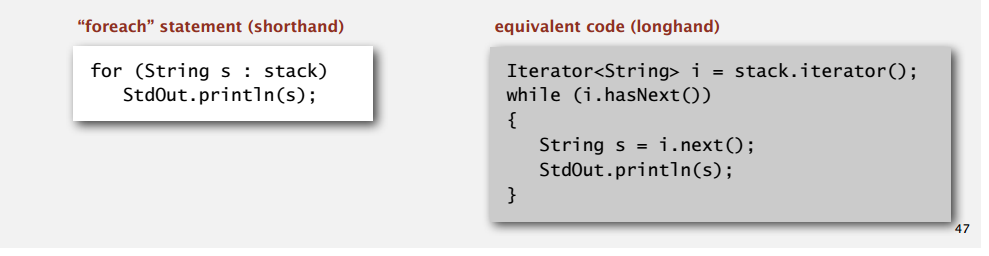 “foreach” statement (shorthand)
for (String s : stack)
   StdOut.println(s);
equivalent code (longhand)
Iterator<String> i = stack.iterator();
while (i.hasNext())
{
   String s = i.next();
   StdOut.println(s);
}
47